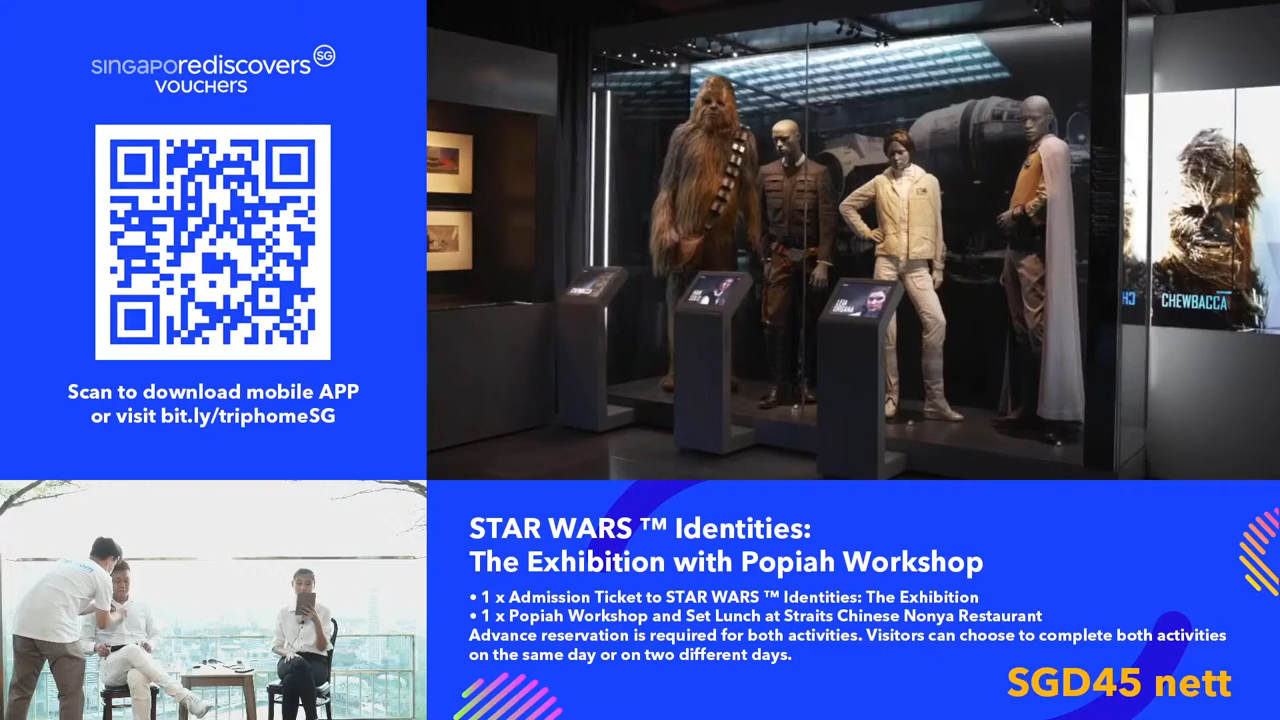 singaporediscovers SG
vouchers
Scan to download mobile APP
or visit bit.ly/triphomeSG
CHEWBACCA
LEIA
ORGANA
STAR WARS ™ Identities:
The Exhibition with Popiah Workshop
• 1 x Admission Ticket to STAR WARS ™ Identities: The Exhibition
• 1 x Popiah Workshop and Set Lunch at Straits Chinese Nonya Restaurant
Advance reservation is required for both activities. Visitors can choose to complete both activities
on the same day or on two different days.
SGD45 nett